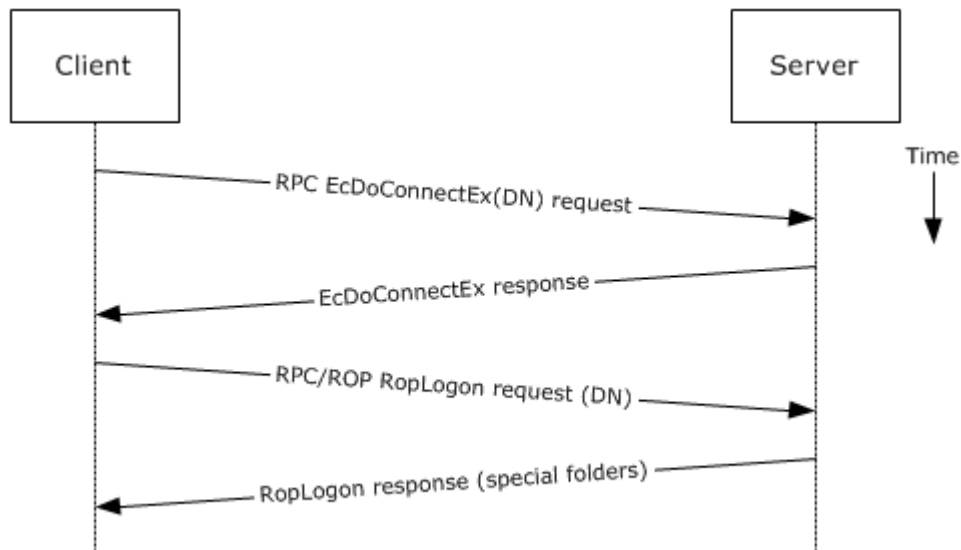 Client
Server
Time
RPC EcDoConnectEx(DN) request
EcDoConnectEx response
RPC/ROP RopLogon request (DN)
RopLogon response (special folders)